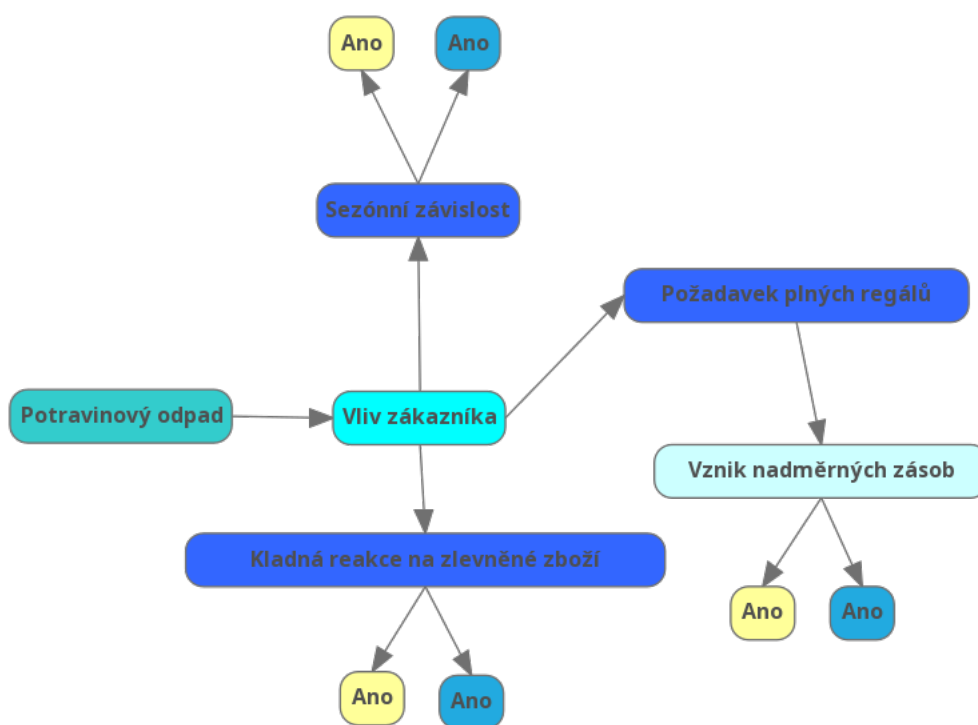 Ano
Ano
Sezónní závislost
Požadavek plných regálů
Potravinový odpad
Vliv zákazníka
Vznik nadměrných zásob
Kladná reakce na zlevněné zboží
Ano
Ano
Ano
Ano